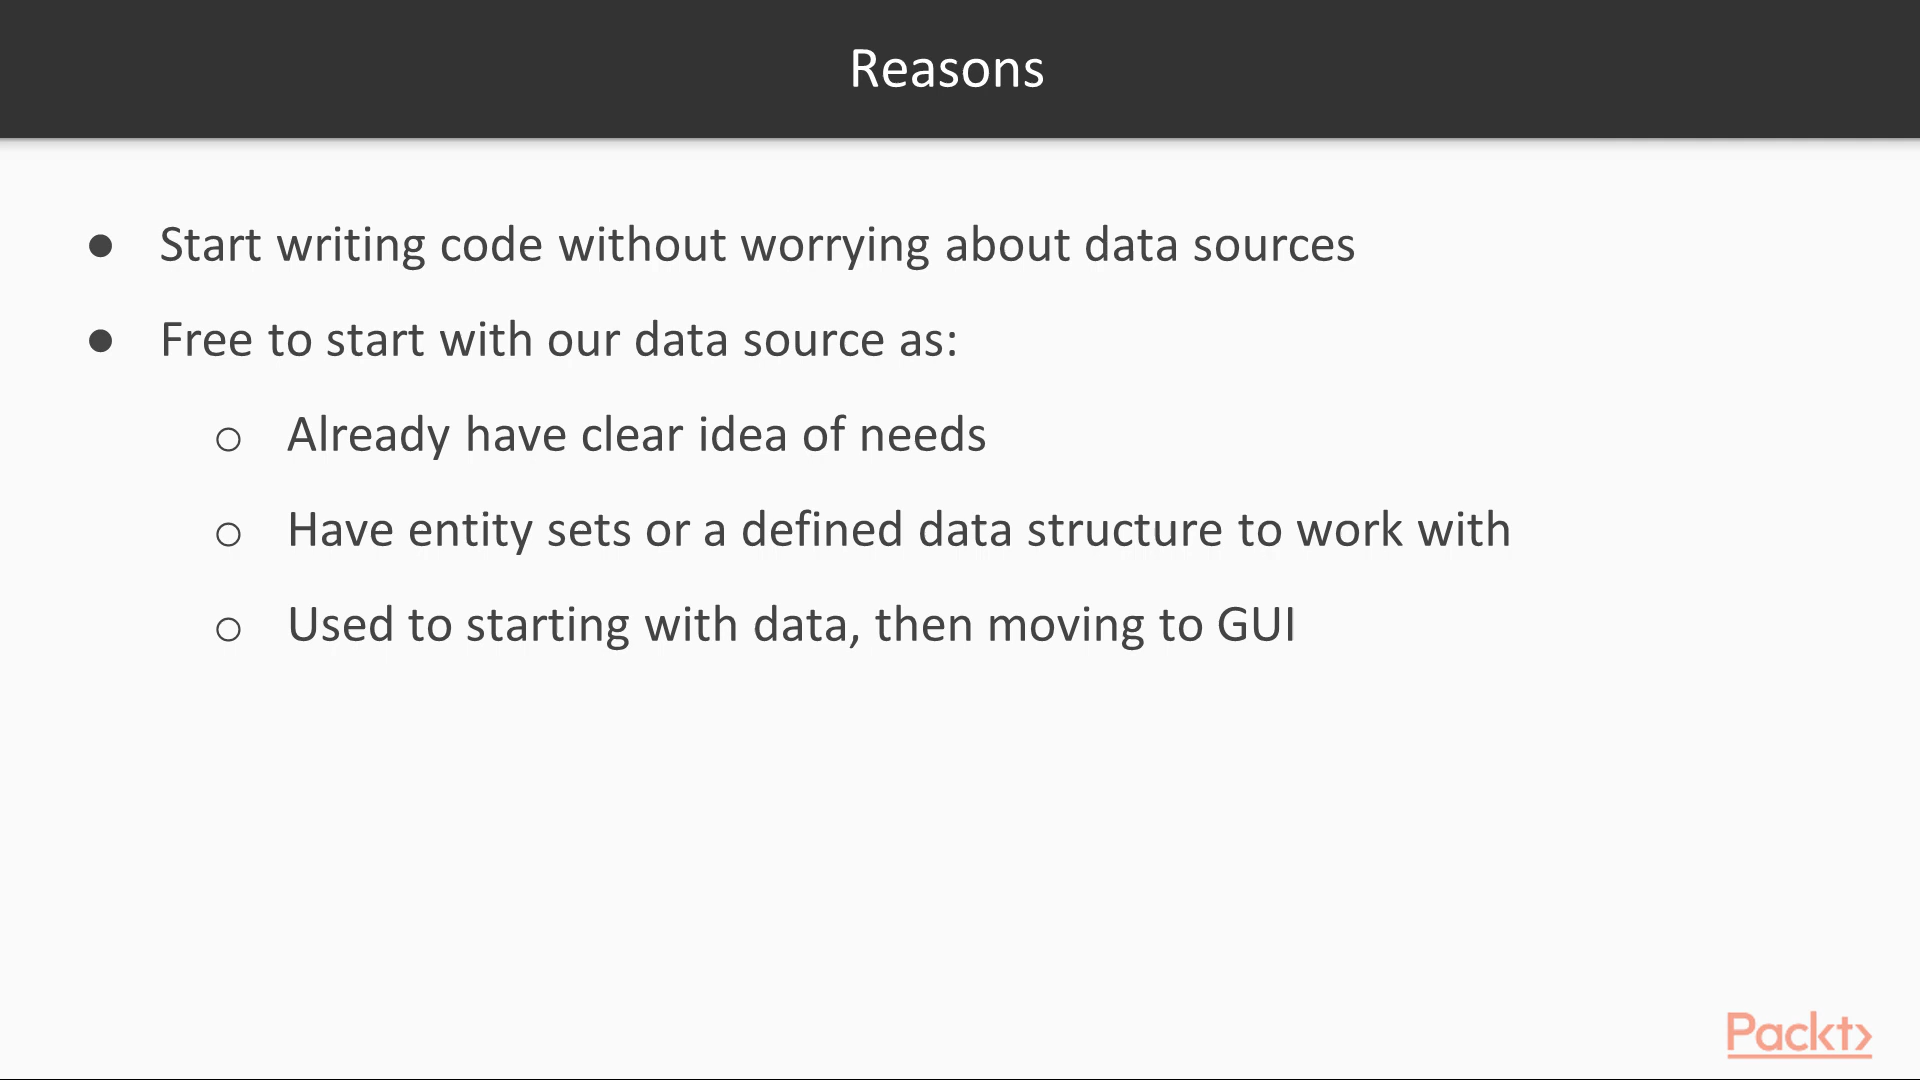 Reasons
● Start writing code without worrying about data sources
● Free to start with our data source as:
○ Already have clear idea of needs
○ Have entity sets or a defined data structure to work with
○ Used to starting with data, then moving to GUI
Packt>